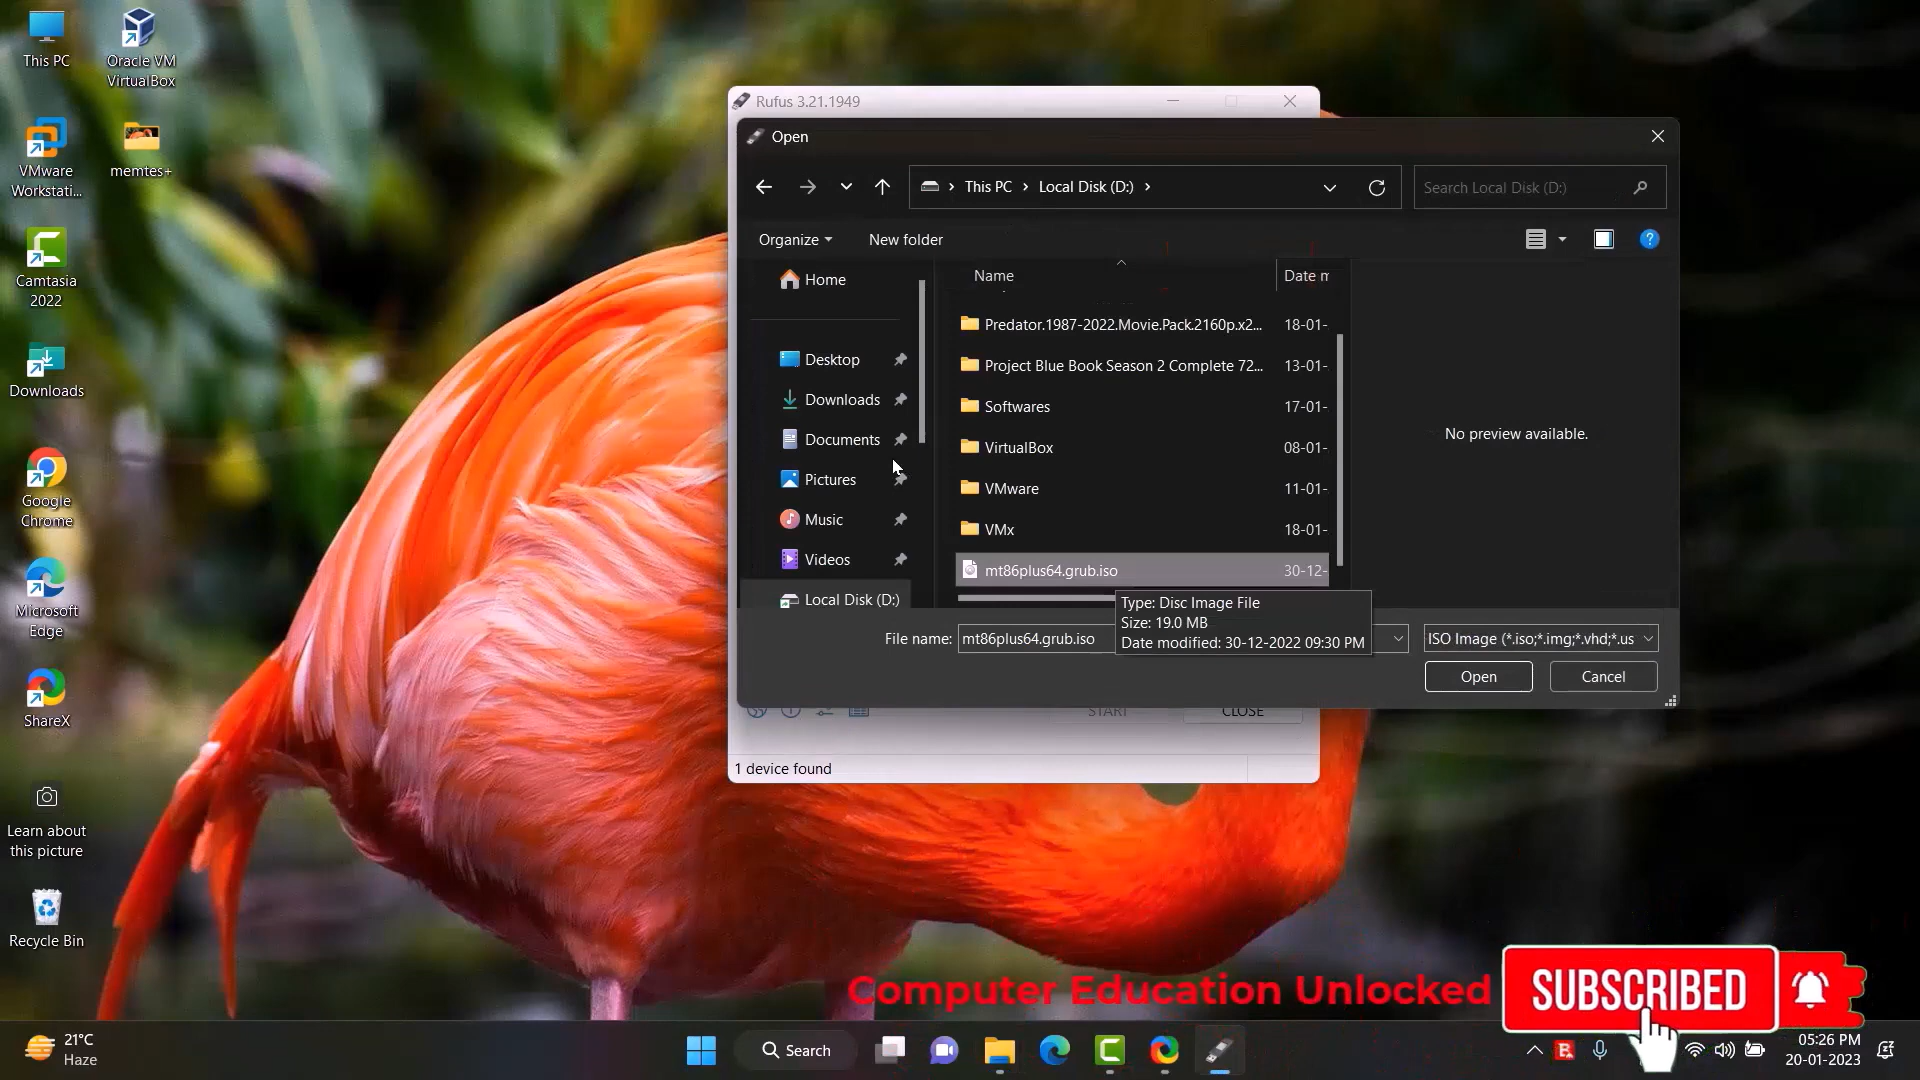 This PC
Oracle VM
VirtualBox
VMware
Workstati...
memtes+
Camtasia
2022
Downloads
Google
Chrome
Microsoft
Edge
ShareX
Learn about
this picture
Recycle Bin
Rufus 3.21.1949
Open
This PC
Local Disk (D:)
Search Local Disk (D:)
Organize
New folder
Home
Desktop
Downloads
Documents
Pictures
Music
Videos
Local Disk (D:)
Name
Date m
Predator.1987-2022.Movie.Pack.2160p.x2...
18-01-
Project Blue Book Season 2 Complete 72...
13-01-
Softwares
17-01-
VirtualBox
08-01-
VMware
11-01-
VMx
18-01-
mt86plus64.grub.iso
30-12-
No preview available.
Type: Disc Image File
Size: 19.0 MB
Date modified: 30-12-2022 09:30 PM
File name:
mt86plus64.grub.iso
ISO Image (*.iso;*.img;*.vhd;*.us
Open
Cancel
START
CLOSE
1 device found
Computer Education Unlocked
SUBSCRIBED
21°C
Haze
Search
05:26 PM
20-01-2023